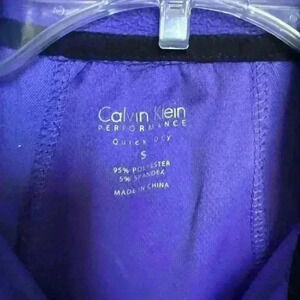 Calvin Klein
PERFORMANCE
Quick Dry
S
95% POLYESTER
5% SPANDEX
MADE IN CHINA